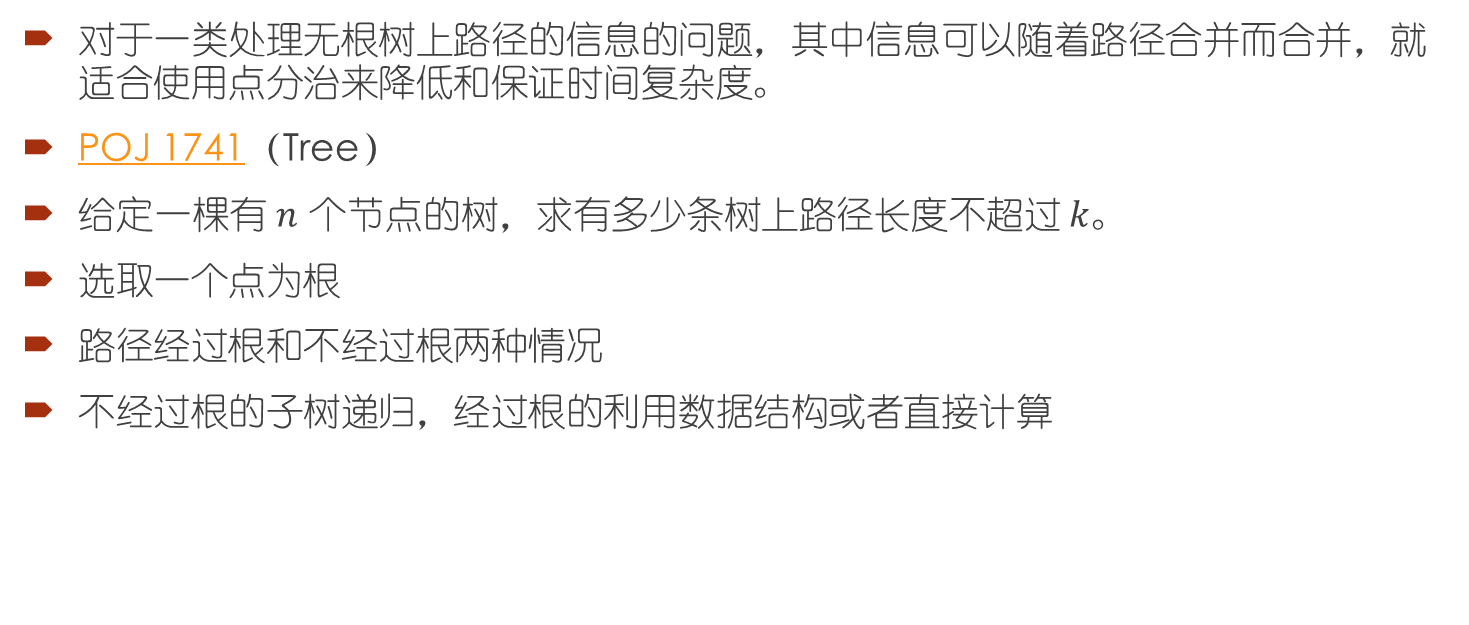 对于一类处理无根树上路径的信息的问题，其中信息可以随着路径合并而合并，就
适合使用点分治来降低和保证时间复杂度。
POJ 1741（Tree）
给定一棵有 n 个节点的树，求有多少条树上路径长度不超过 k。
选取一个点为根
路径经过根和不经过根两种情况
不经过根的子树递归，经过根的利用数据结构或者直接计算